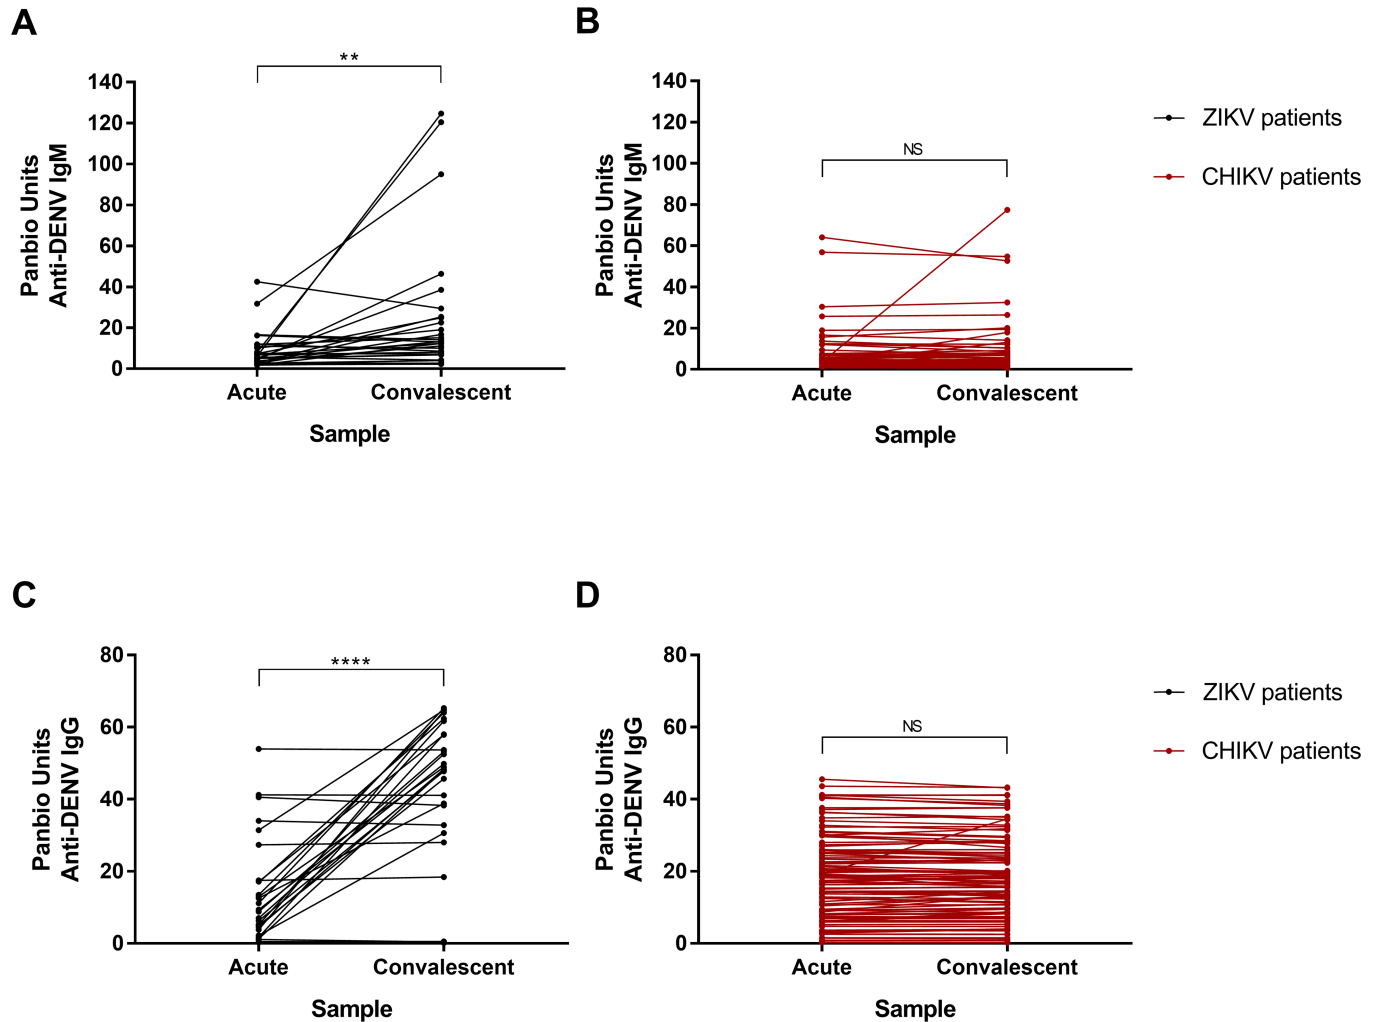 A
B
**
140
120
100
80
60
40
20
0
Panbio Units
Anti-DENV IgM
Acute
Convalescent
Sample
NS
140
120
100
80
60
40
20
0
Panbio Units
Anti-DENV IgM
Acute
Convalescent
Sample
ZIKV patients
CHIKV patients
C
D
****
80
60
40
20
0
Panbio Units
Anti-DENV IgG
Acute
Convalescent
Sample
NS
80
60
40
20
0
Panbio Units
Anti-DENV IgG
Acute
Convalescent
Sample
ZIKV patients
CHIKV patients